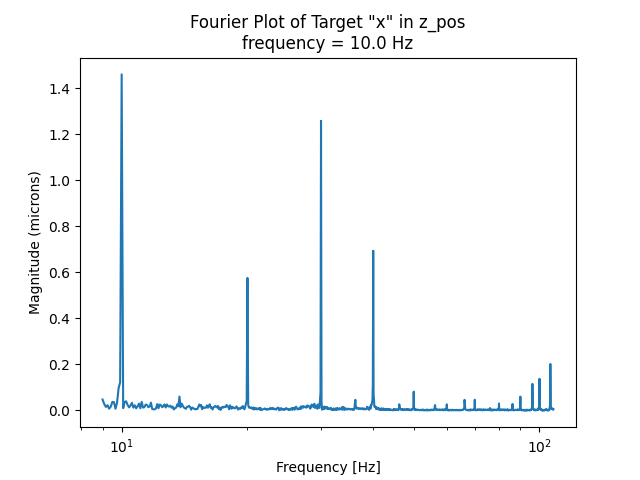 Fourier Plot of Target "x" in z_pos
frequency = 10.0 Hz
Magnitude (microns)
1.4
1.2
1.0
0.8
0.6
0.4
0.2
0.0
10¹
10²
Frequency [Hz]